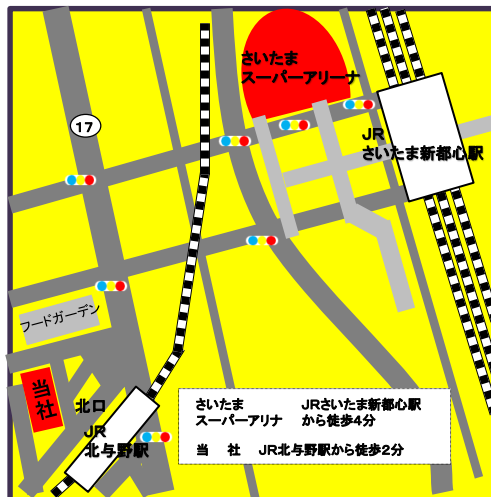 さいたま
スーパーアリーナ
17
JR
さいたま新都心駅
フードガーデン
当社
北口
JR
北与野駅
さいたま JRさいたま新都心駅
スーパーアリナ から徒歩4分
当 社 JR北与野駅から徒歩2分